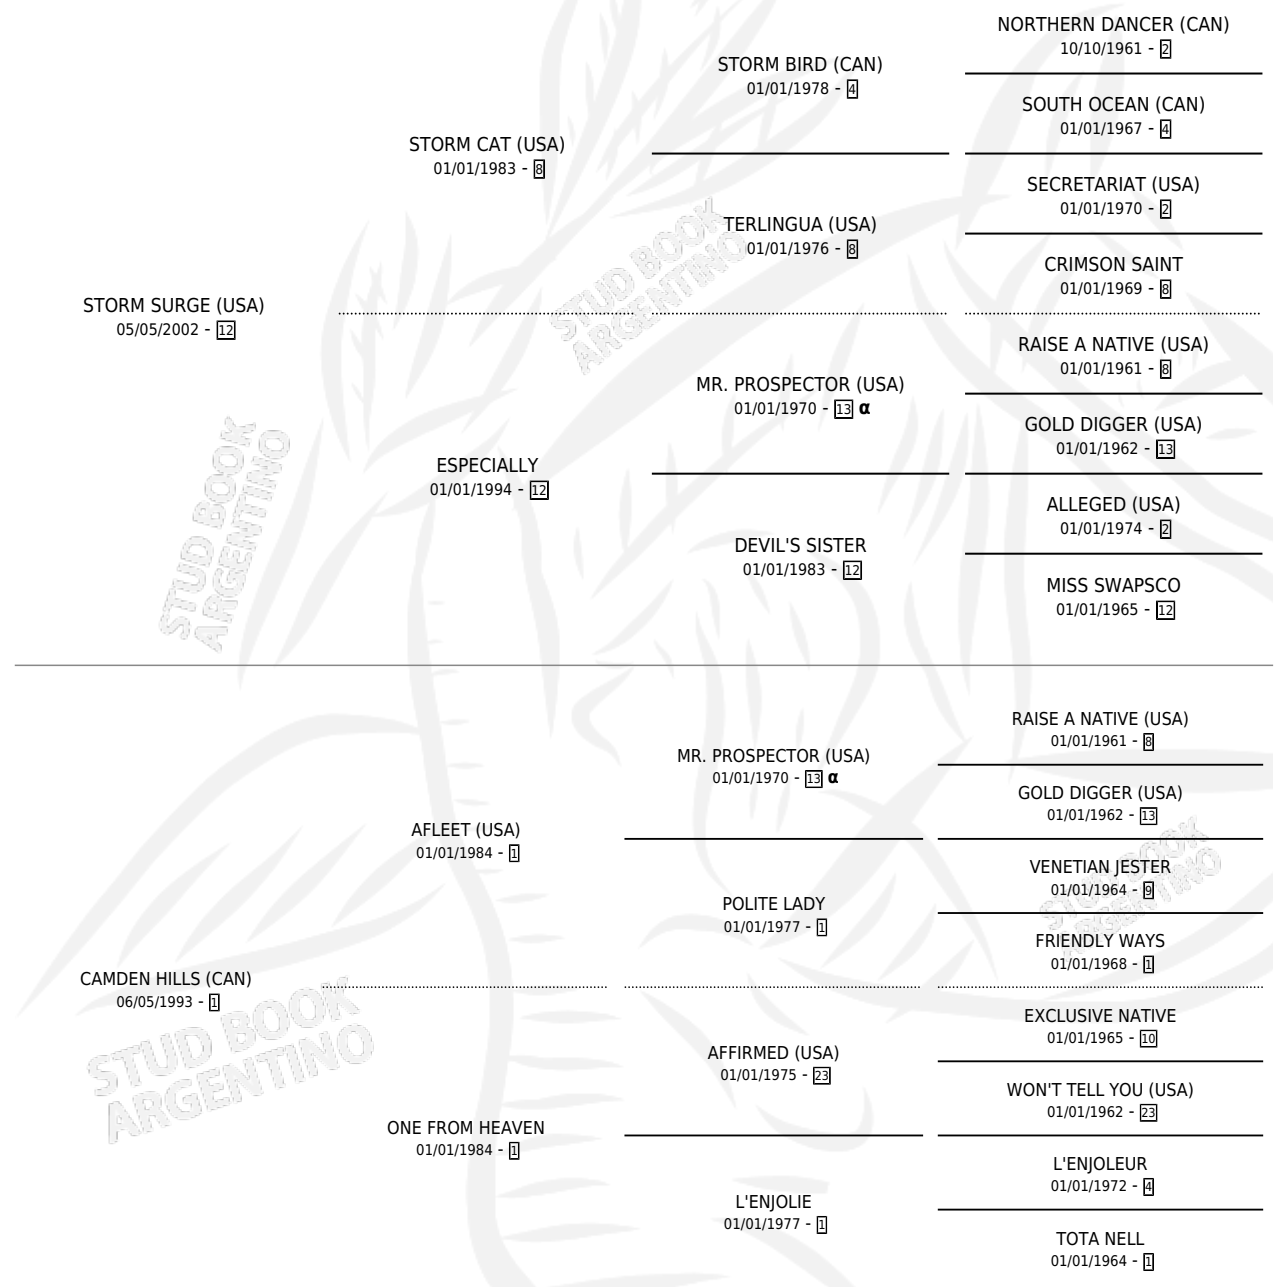 NORTHERN DANCER (CAN)
10/10/1961 - 2
STORM BIRD (CAN)
01/01/1978 - 4
SOUTH OCEAN (CAN)
01/01/1967 - 4
STORM CAT (USA)
01/01/1983 - 8
SECRETARIAT (USA)
01/01/1970 - 2
TERLINGUA (USA)
01/01/1976 - 8
CRIMSON SAINT
01/01/1969 - 8
STORM SURGE (USA)
05/05/2002 - 12
RAISE A NATIVE (USA)
01/01/1961 - 8
MR. PROSPECTOR (USA)
01/01/1970 - 13 α
GOLD DIGGER (USA)
01/01/1962 - 13
ESPECIALLY
01/01/1994 - 12
ALLEGED (USA)
01/01/1974 - 2
DEVIL'S SISTER
01/01/1983 - 12
MISS SWAPSCO
01/01/1965 - 12
RAISE A NATIVE (USA)
01/01/1961 - 8
MR. PROSPECTOR (USA)
01/01/1970 - 13 α
GOLD DIGGER (USA)
01/01/1962 - 13
AFLEET (USA)
01/01/1984 - 1
VENETIAN JESTER
01/01/1964 - 9
POLITE LADY
01/01/1977 - 1
FRIENDLY WAYS
01/01/1968 - 1
CAMDEN HILLS (CAN)
06/05/1993 - 1
EXCLUSIVE NATIVE
01/01/1965 - 10
AFFIRMED (USA)
01/01/1975 - 23
WON'T TELL YOU (USA)
01/01/1962 - 23
ONE FROM HEAVEN
01/01/1984 - 1
L'ENJOLEUR
01/01/1972 - 4
L'ENJOLIE
01/01/1977 - 1
TOTA NELL
01/01/1964 - 1
STUD BOOK
ARGENTINO
STUD BOOK
ARGENTINO
STUD BOOK
ARGENTINO
STUD BOOK
ARGENTINO